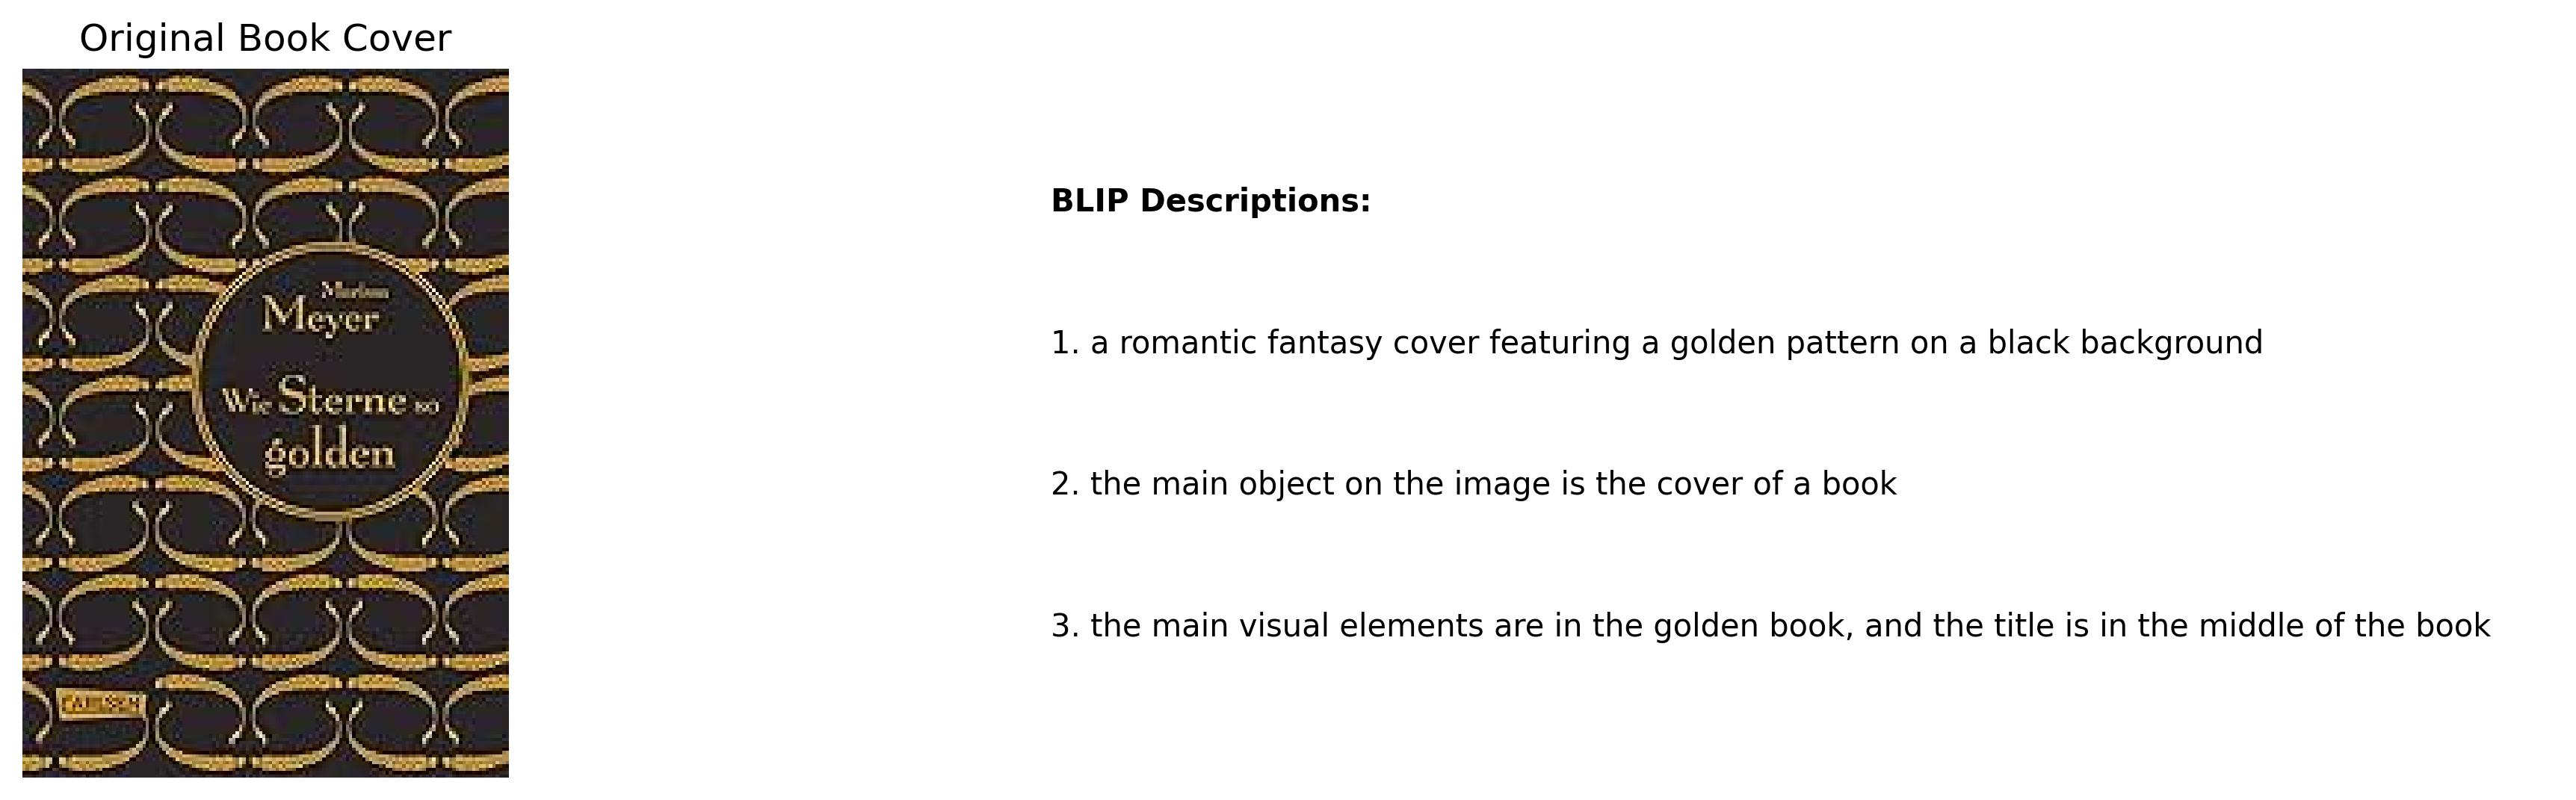 Original Book Cover
Marion
Meyer
Wie Sterne so
golden
CARLSEN
BLIP Descriptions:
1. a romantic fantasy cover featuring a golden pattern on a black background
2. the main object on the image is the cover of a book
3. the main visual elements are in the golden book, and the title is in the middle of the book